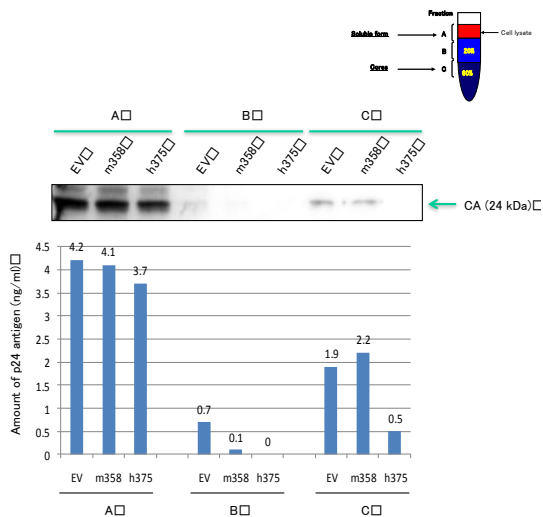 Fraction
Soluble form
A
Cell lysate
B
20%
Cores
C
60%
A□ B□ C□
EV□ m358□ h375□ EV□ m358□ h375□ EV□ m358□ h375□
CA (24 kDa)□
Amount of p24 antigen (ng/ml)□
4.5
4
3.5
3
2.5
2
1.5
1
0.5
0
4.2 4.1 3.7 0.7 0.1 0 1.9 2.2 0.5
EV m358 h375 EV m358 h375 EV m358 h375
A□ B□ C□